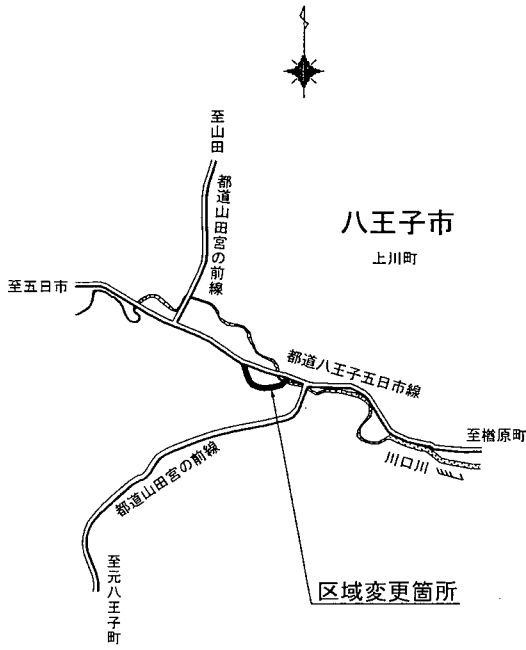 至山田
都道山田宮の前線
八王子市
上川町
至五日市
都道八王子五日市線
至楢原町
川口川
都道山田宮の前線
区域変更箇所
至元八王子町